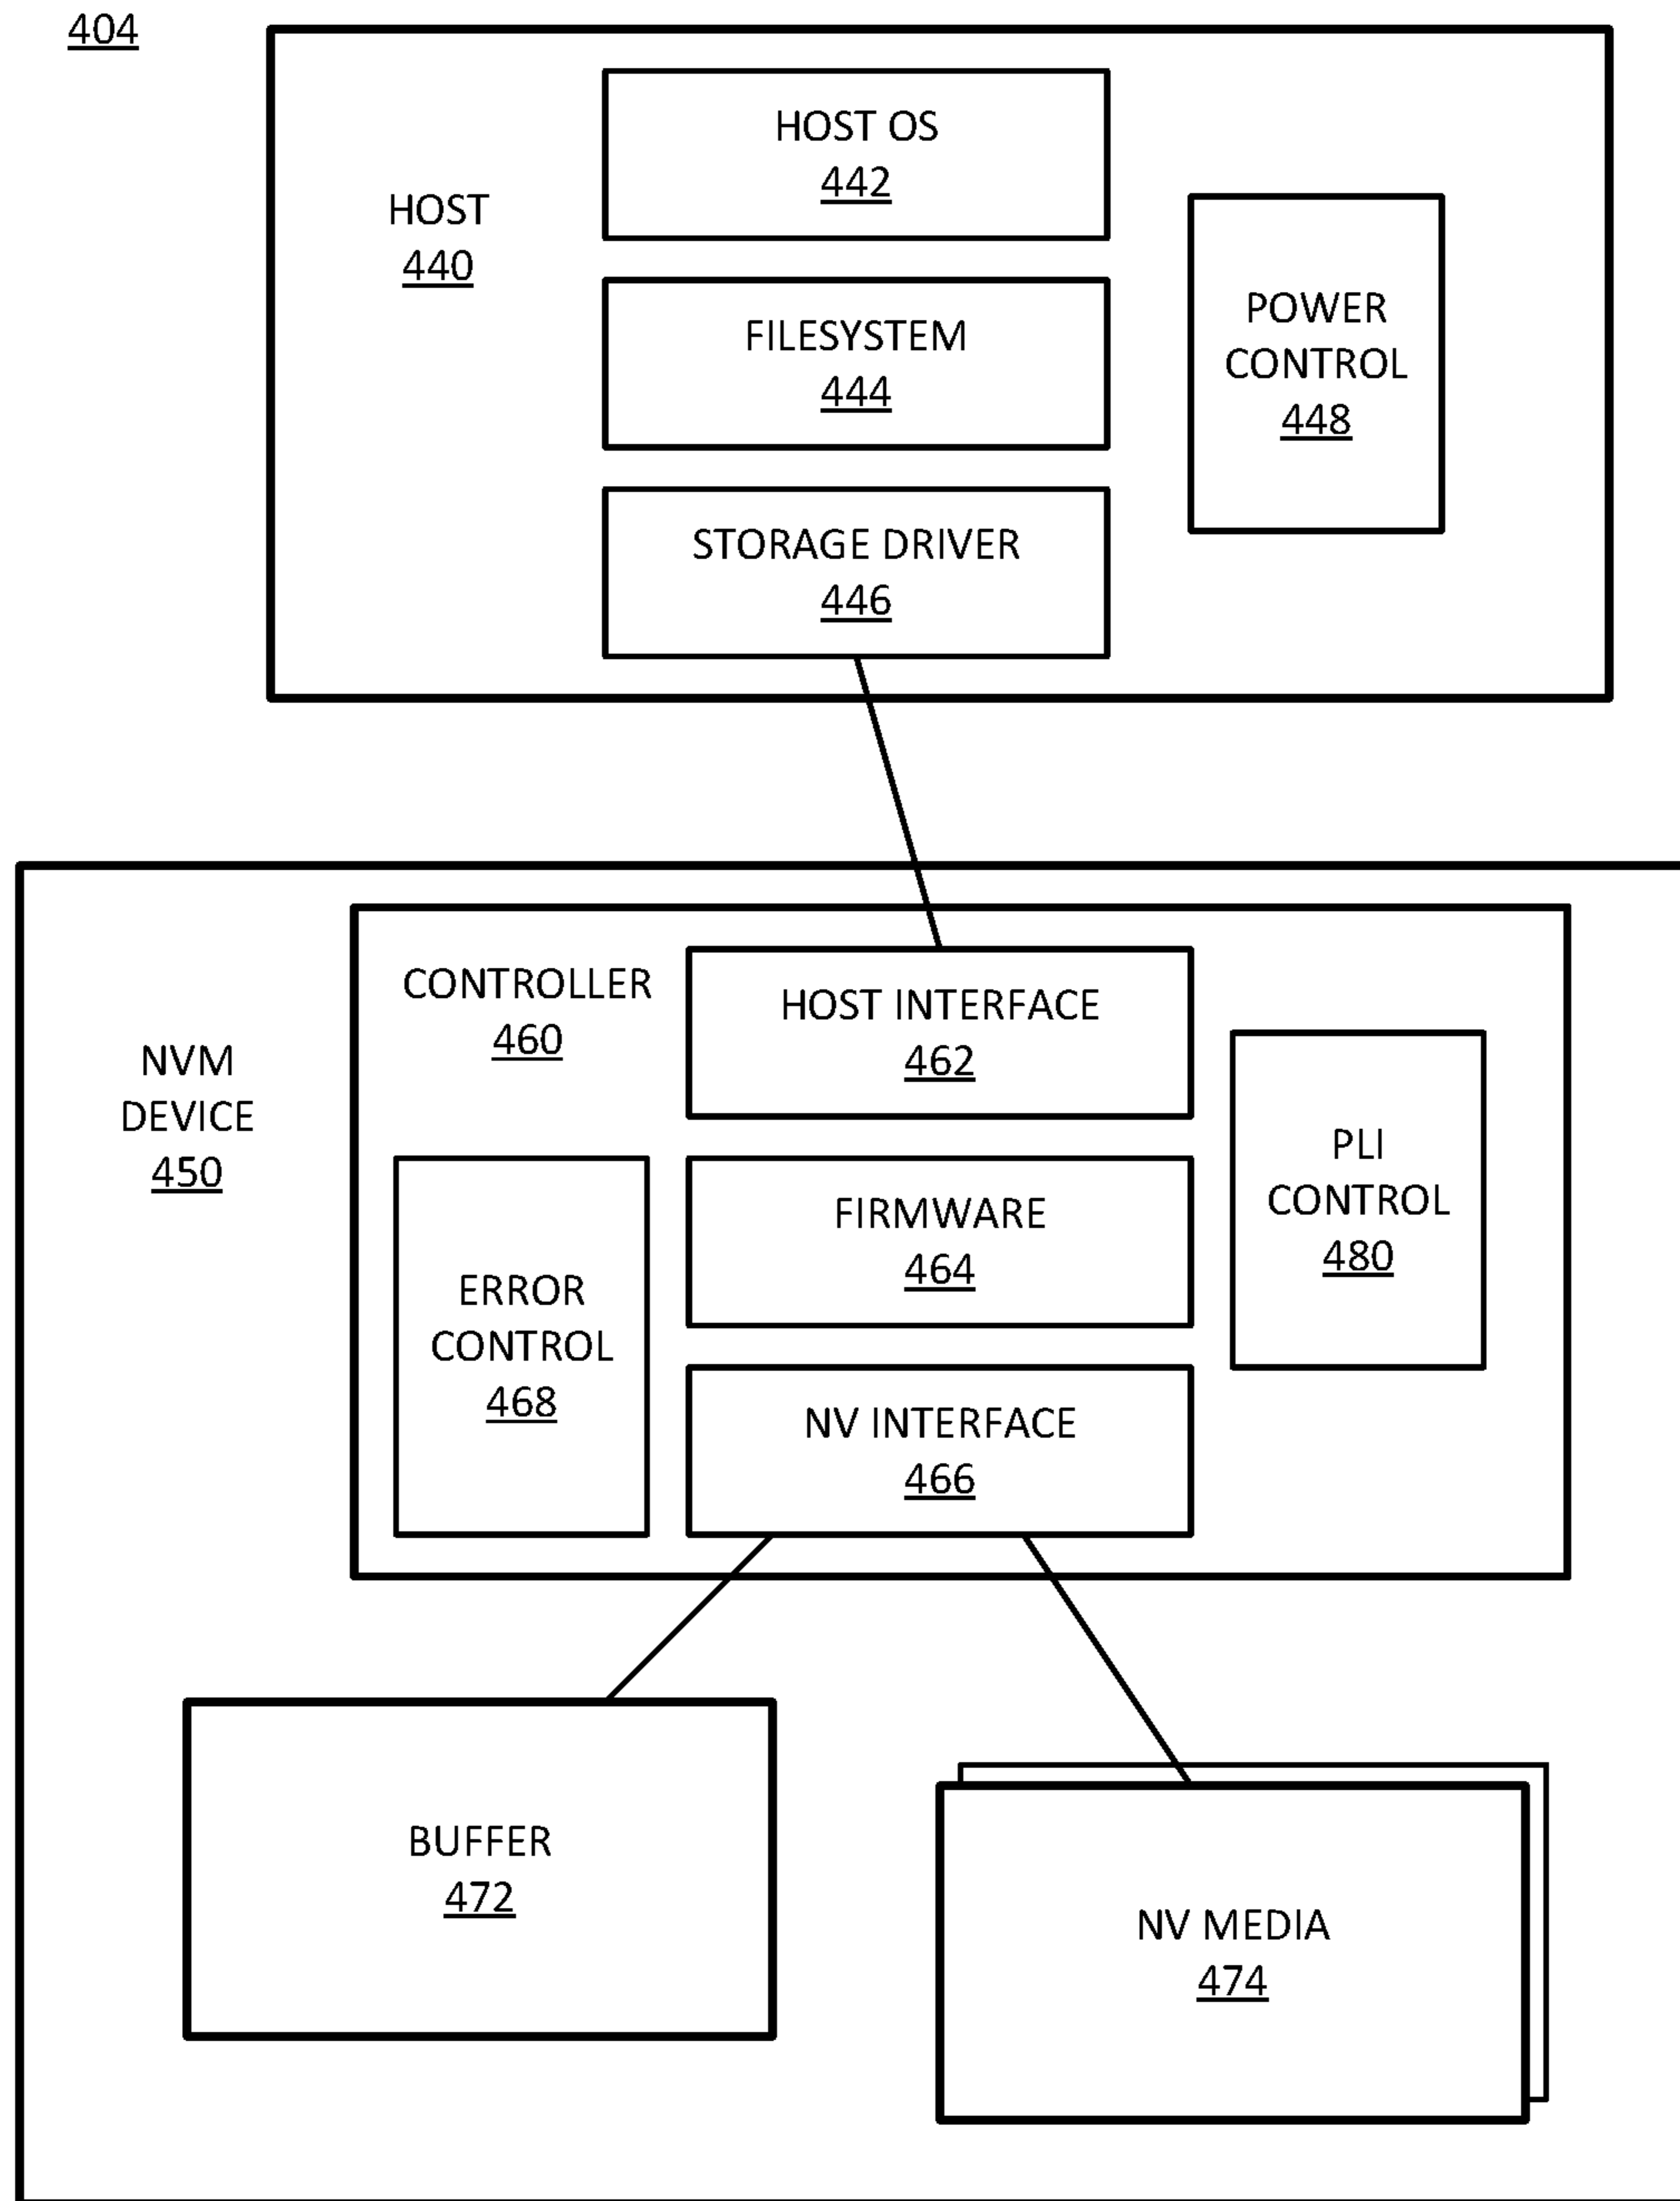 404
HOST OS
442
HOST
440
FILESYSTEM
444
POWER
CONTROL
448
STORAGE DRIVER
446
CONTROLLER
460
HOST INTERFACE
462
NVM
DEVICE
450
PLI
CONTROL
480
FIRMWARE
464
ERROR
CONTROL
468
NV INTERFACE
466
BUFFER
472
NV MEDIA
474